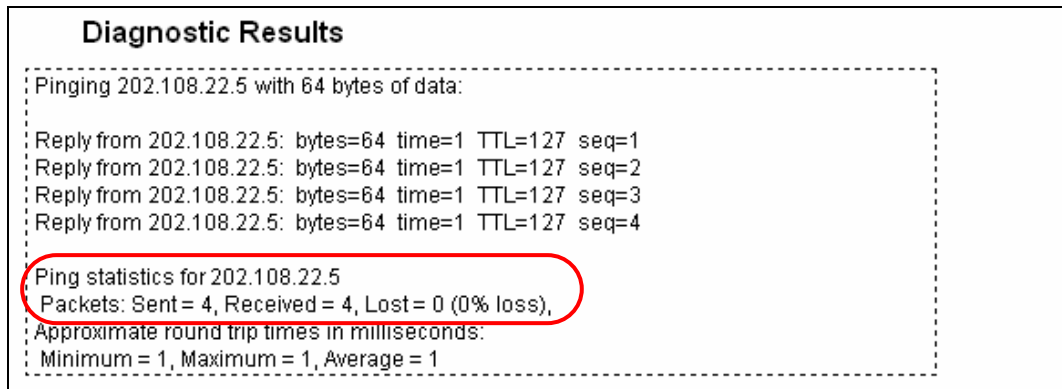 Diagnostic Results
Pinging 202.108.22.5 with 64 bytes of data:
Reply from 202.108.22.5: bytes=64 time=1 TTL=127 seq=1
Reply from 202.108.22.5: bytes=64 time=1 TTL=127 seq=2
Reply from 202.108.22.5: bytes=64 time=1 TTL=127 seq=3
Reply from 202.108.22.5: bytes=64 time=1 TTL=127 seq=4
Ping statistics for 202.108.22.5
Packets: Sent = 4, Received = 4, Lost = 0 (0% loss),
Approximate round trip times in milliseconds:
Minimum = 1, Maximum = 1, Average = 1